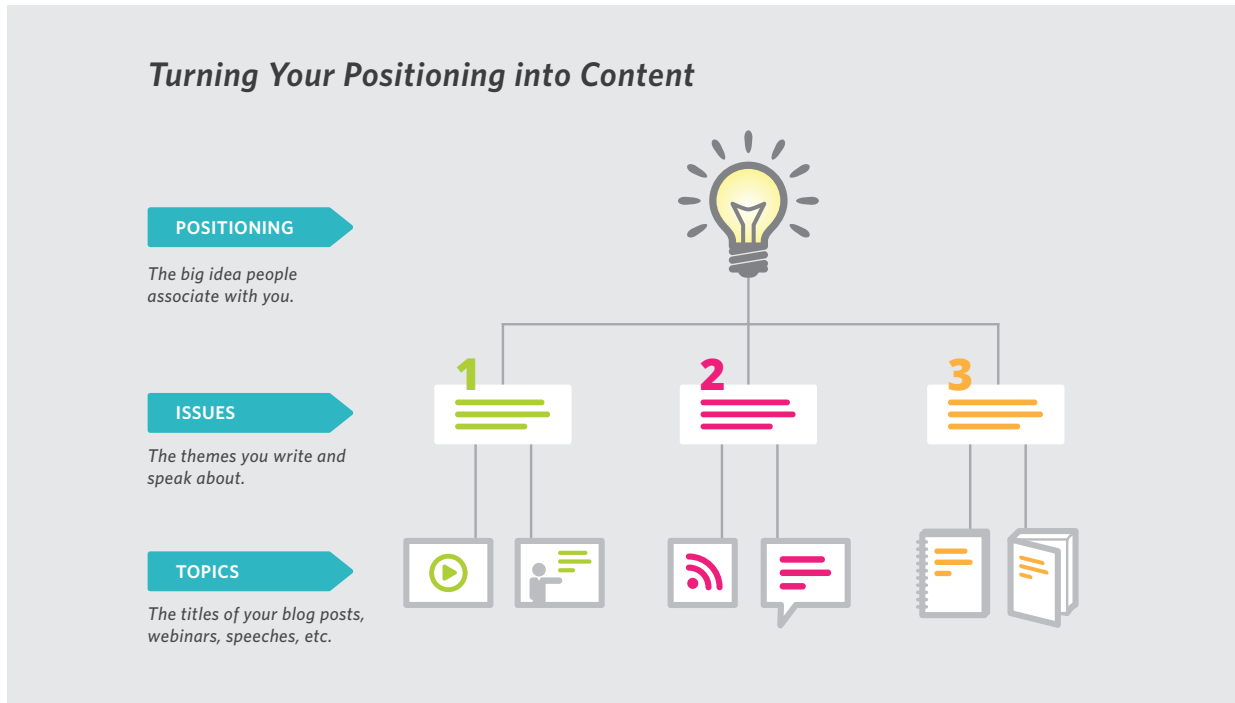 Turning Your Positioning into Content
POSITIONING
The big idea people
associate with you.
1
2
3
ISSUES
The themes you write and
speak about.
TOPICS
The titles of your blog posts,
webinars, speeches, etc.